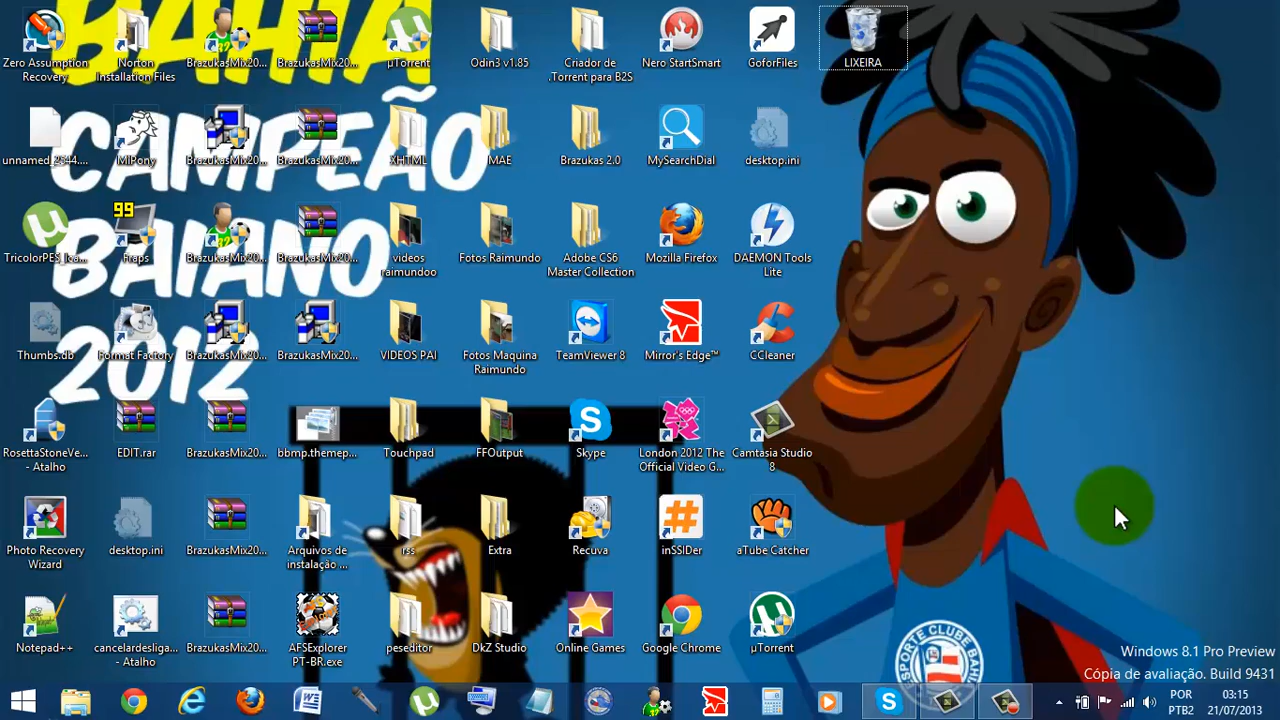 BAHIA
CAMPEÃO
BAIANO
2012
Zero Assumption
Recovery
Norton
Installation Files
BrazukasMix20...
BrazukasMix20...
µTorrent
Odin3 v1.85
Criador de
.Torrent para B2S
Nero StartSmart
GoforFiles
LIXEIRA
unnamed_2544....
MiPony
BrazukasMix20...
BrazukasMix20...
XHTML
MAE
Brazukas 2.0
MySearchDial
desktop.ini
99
Fraps
BrazukasMix20...
BrazukasMix20...
videos
raimundoo
Fotos Raimundo
Adobe CS6
Master Collection
Mozilla Firefox
DAEMON Tools
Lite
Thumbs.db
Format Factory
BrazukasMix20...
BrazukasMix20...
VIDEOS PAI
Fotos Maquina
Raimundo
TeamViewer 8
Mirror's Edge™
CCleaner
RosettaStoneVe...
- Atalho
EDIT.rar
BrazukasMix20...
bbmp.themep...
Touchpad
FFOutput
Skype
London 2012 The
Official Video G...
Camtasia Studio
8
Photo Recovery
Wizard
desktop.ini
BrazukasMix20...
Arquivos de
instalação ...
rss
Extra
Recuva
inSSIDer
aTube Catcher
Notepad++
cancelardesliga...
- Atalho
BrazukasMix20...
AFSExplorer
PT-BR.exe
peseditor
DkZ Studio
Online Games
Google Chrome
µTorrent
ESPORTE CLUBE BAHIA
Windows 8.1 Pro Preview
Cópia de avaliação. Build 9431
POR
PTB2
03:15
21/07/2013